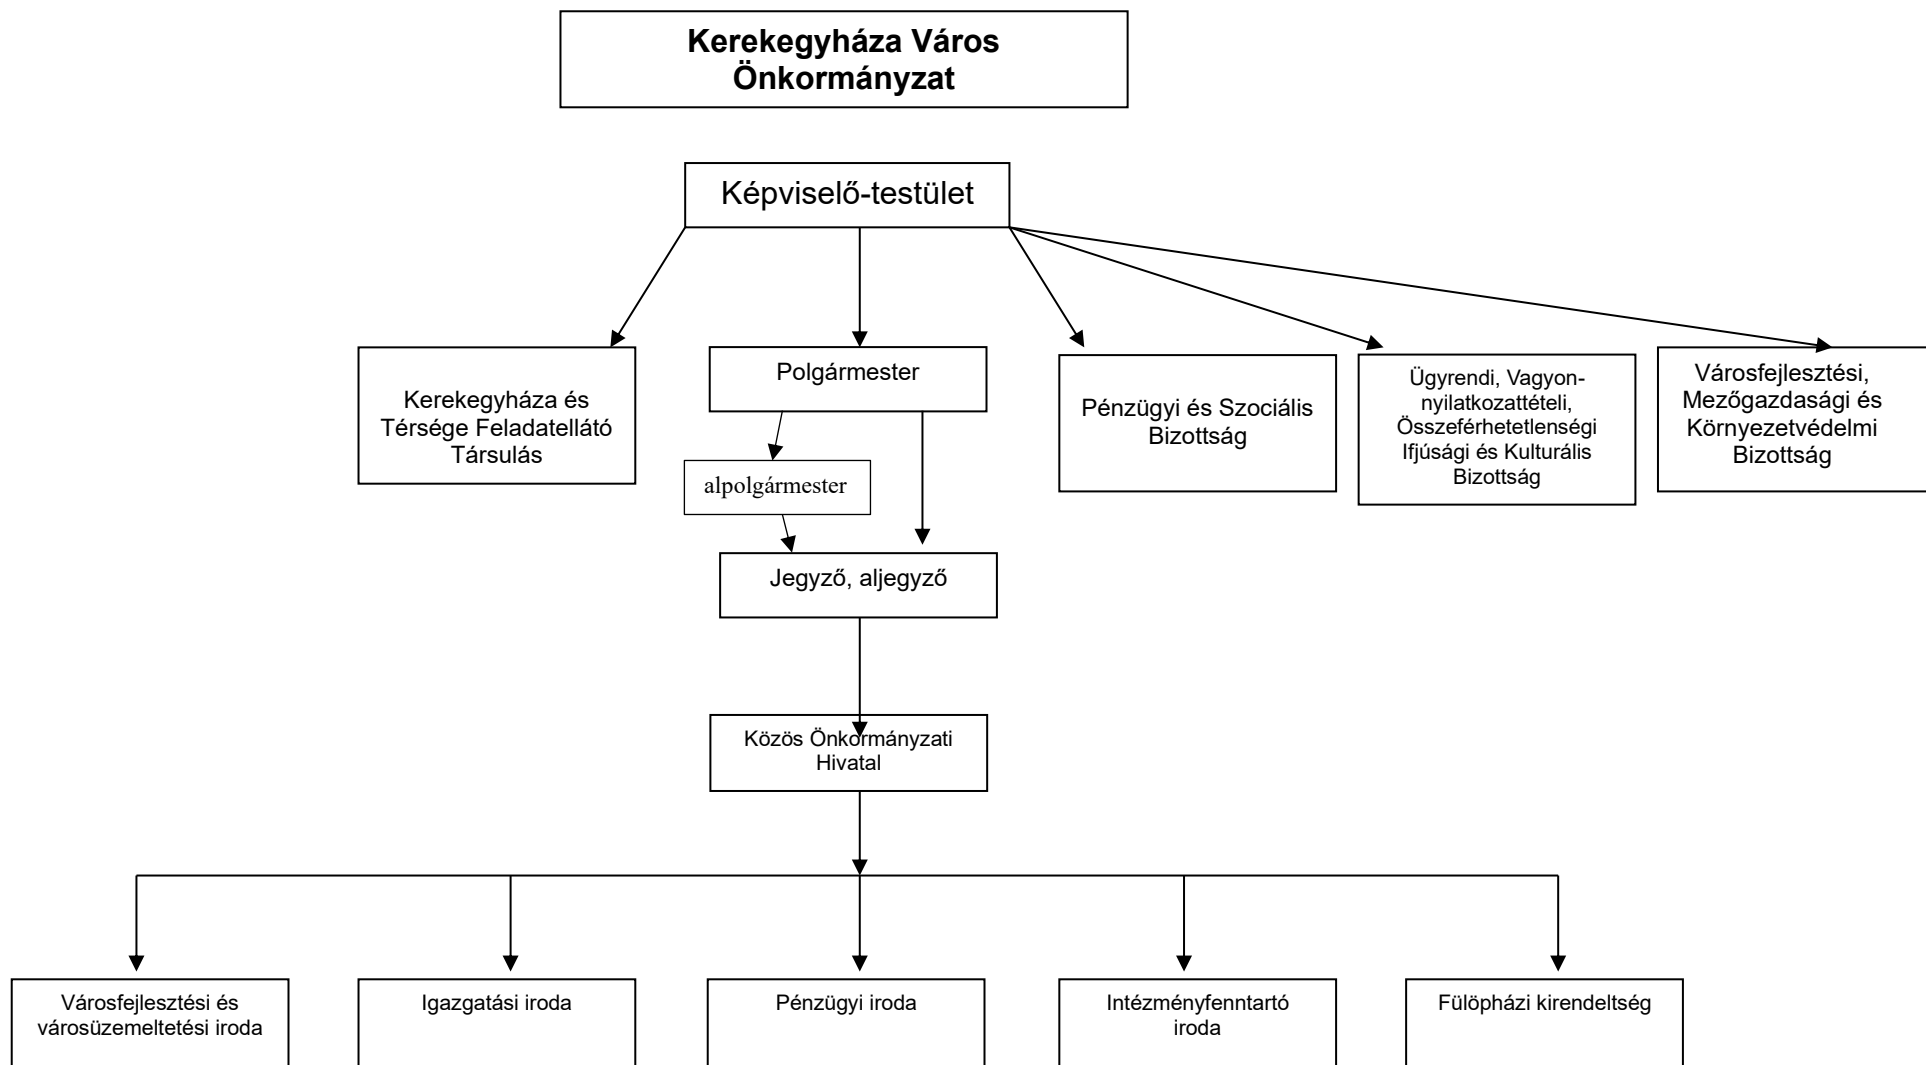 Kerekegyháza Város
Önkormányzat
Képviselő-testület
Kerekegyháza és
Térsége Feladatellátó
Társulás
Polgármester
alpolgármester
Jegyző, aljegyző
Pénzügyi és Szociális
Bizottság
Ügyrendi, Vagyon-
nyilatkozattételi,
Összeférhetetlenségi
Ifjúsági és Kulturális
Bizottság
Városfejlesztési,
Mezőgazdasági és
Környezetvédelmi
Bizottság
Közös Önkormányzati
Hivatal
Városfejlesztési és
városüzemeltetési iroda
Igazgatási iroda
Pénzügyi iroda
Intézményfenntartó
iroda
Fülöpházi kirendeltség